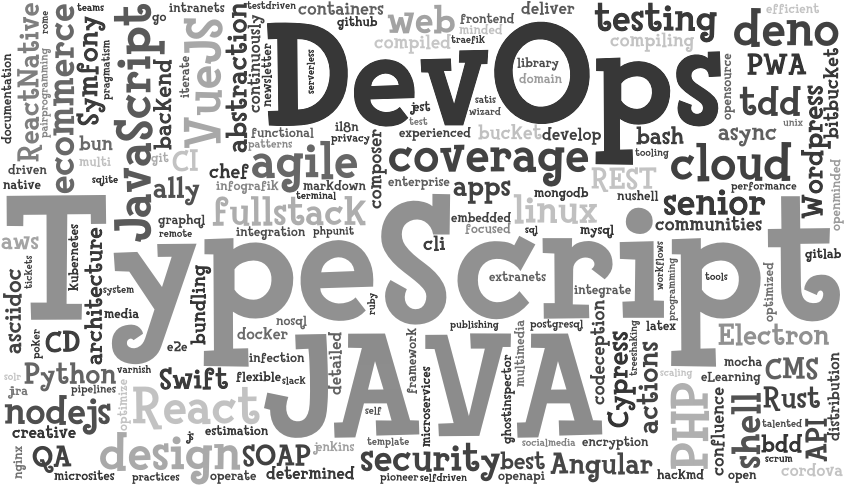 intranets
testdriven
containers
github
web
frontend
minded
compiled
traefik
deliver
testing
compiling
efficient
deno
teams
rome
pragmatism
Symfony
ecommerce
pairprogramming
ReactNative
documentation
JavaScript
go
backend
iterate
VueJS
abstraction
continuously
newsletter
serverless
DevOps
library
domain
opensource
PWA
tdd
unix
bitbucket
Wordpress
openminded
jest
test
satis
wizard
bun
multi
git
CI
functional
patterns
il8n
privacy
experienced
bucket
develop
bash
tooling
async
driven
native
sqlite
chef
agile
composer
coverage
cloud
ally
infografik
markdown
terminal
enterprise
apps
mongodb
REST
nushell
performance
graphql
remote
fullstack
integration
phpunit
embedded
focused
linux
sql
mysql
senior
communities
aws
tickets
Kubernetes
architecture
asciidoc
TypeScript
cli
extranets
integrate
workflows
programming
tools
optimized
gitlab
system
media
bundling
poker
CD
e2e
docker
nosql
ruby
publishing
postgresql
latex
Electron
varnish
infection
detailed
framework
microservices
JAVA
multimedia
ghostinspector
codeception
Cypress
treeshaking
actions
scaling
mocha
eLearning
CMS
distribution
solr
Python
jra
pipelines
optimize
Swift
flexible
slack
React
self
Rust
nodejs
creative
estimation
js
template
socialmedia
encryption
PHP
confluence
shell
talented
bdd
scrum
API
nginx
QA
microsites
design
practices
operate
SOAP
jenkins
determined
security
pioneer
selfdriven
best
openapi
Angular
hackmd
open
cordova